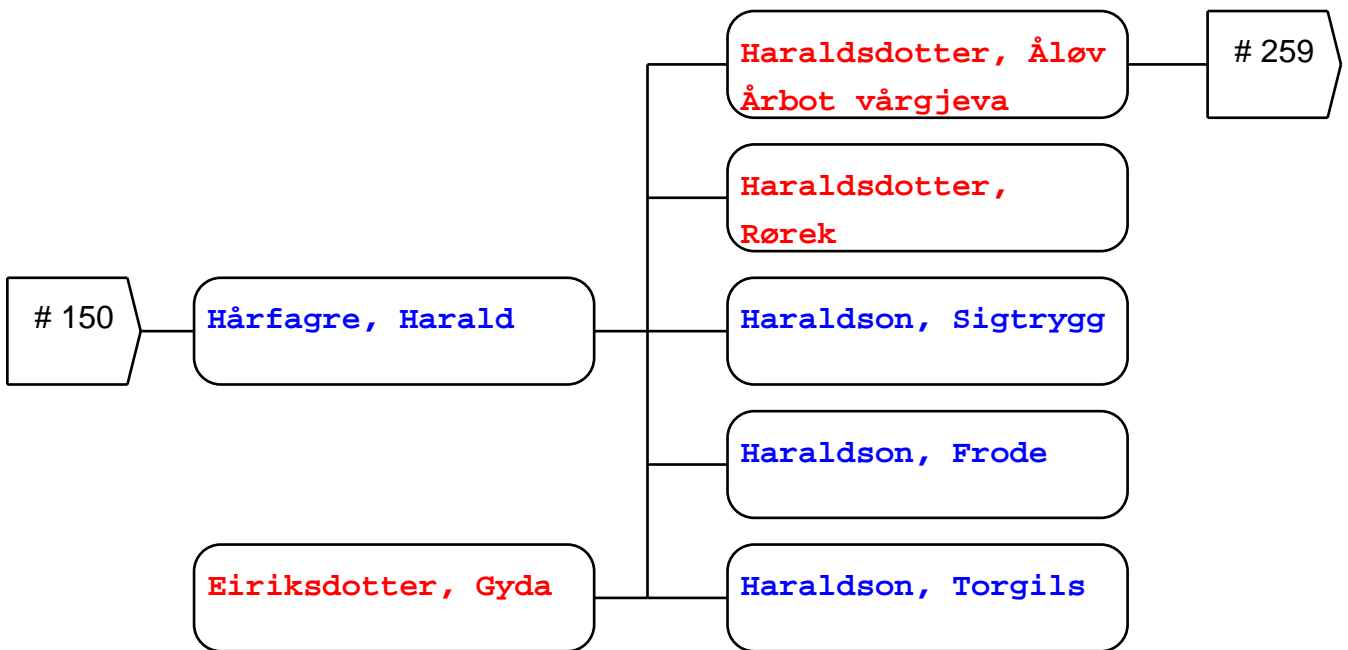 Haraldsdotter, Åløv
Årbot vårgjeva
# 259
Haraldsdotter,
Rørek
# 150
Hårfagre, Harald
Haraldson, Sigtrygg
Haraldson, Frode
Eiriksdotter, Gyda
Haraldson, Torgils